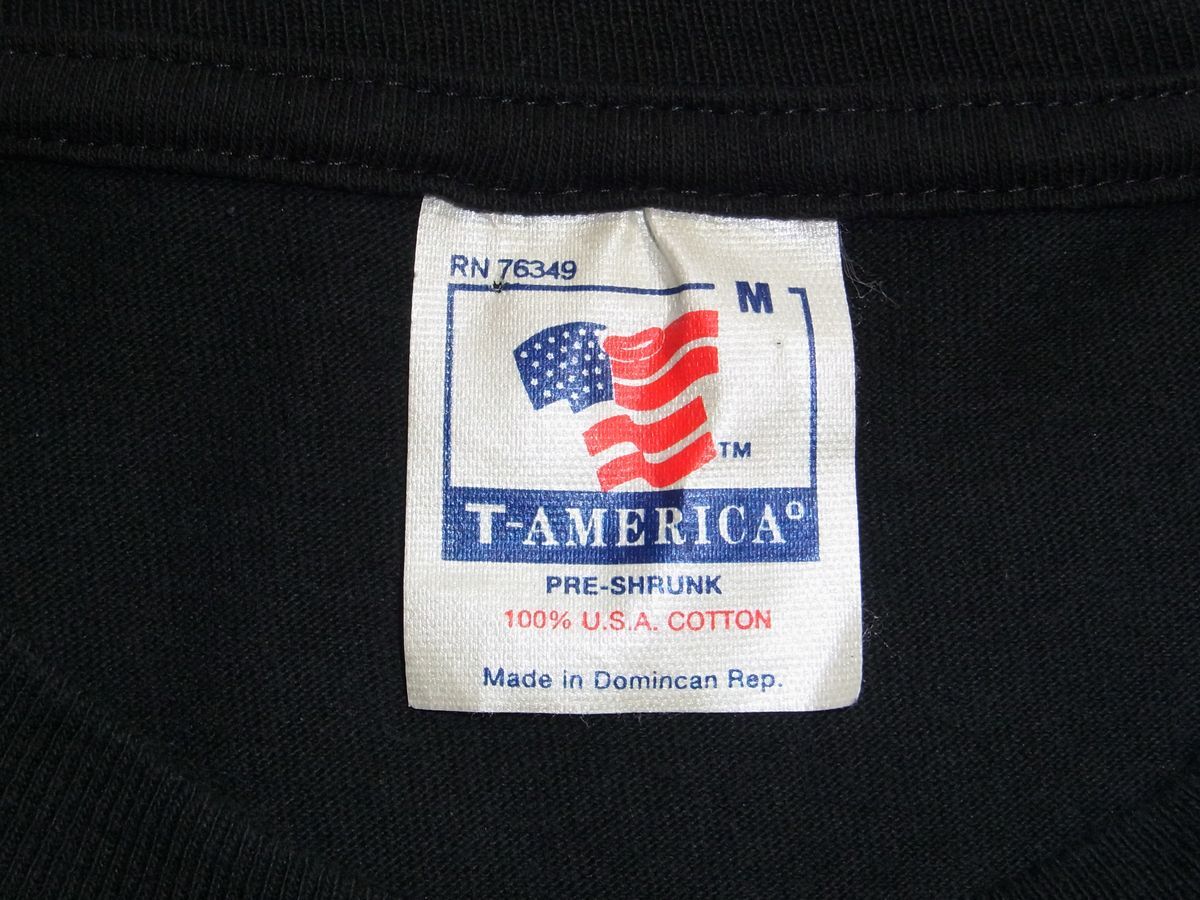 RN 76349
M
TM
T-AMERICA®
PRE-SHRUNK
100% U.S.A. COTTON
Made in Domincan Rep.